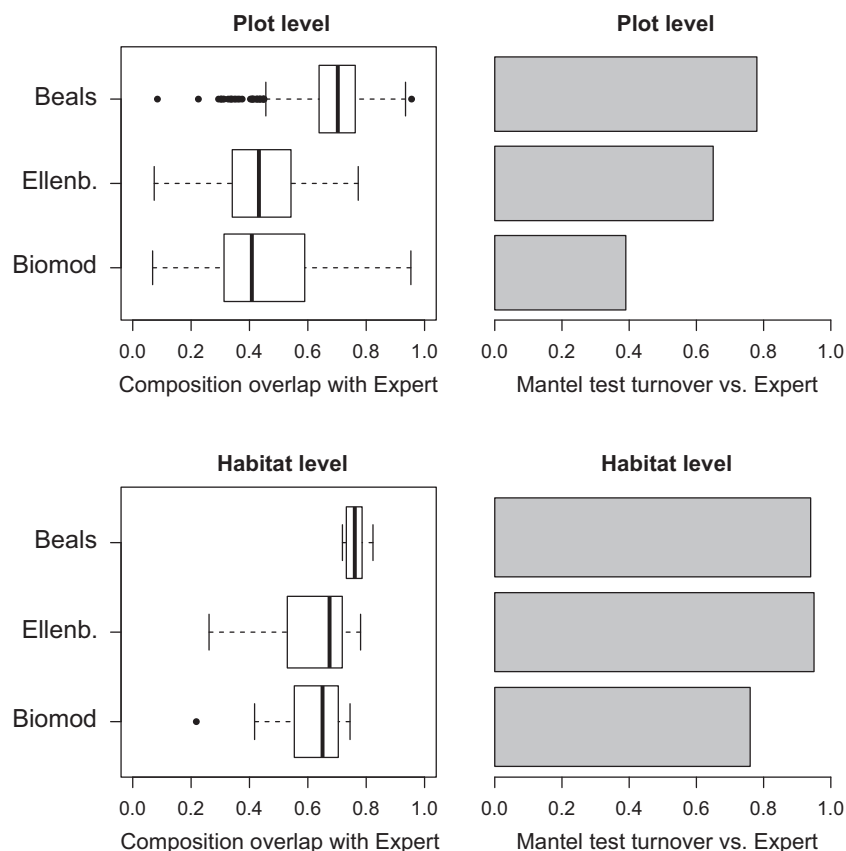 Plot level
Plot level
Beals
Ellenb.
Biomod
0.0 0.2 0.4 0.6 0.8 1.0
0.0 0.2 0.4 0.6 0.8 1.0
Composition overlap with Expert
Mantel test turnover vs. Expert
Habitat level
Habitat level
Beals
Ellenb.
Biomod
0.0 0.2 0.4 0.6 0.8 1.0
0.0 0.2 0.4 0.6 0.8 1.0
Composition overlap with Expert
Mantel test turnover vs. Expert